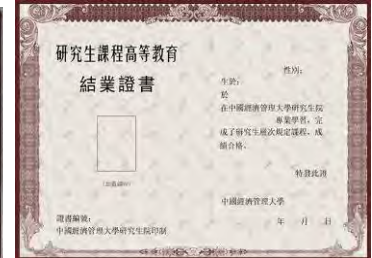 研究生課程高等教育
結業證書
證書編號:
中國經濟管理大學研究生院印制
性別:
生於:
於
在中國經濟管理大學研究生院
專業學習,完
成了研究生層次規定課程,成
績合格。
特發此證
中國經濟管理大學
年 月 日